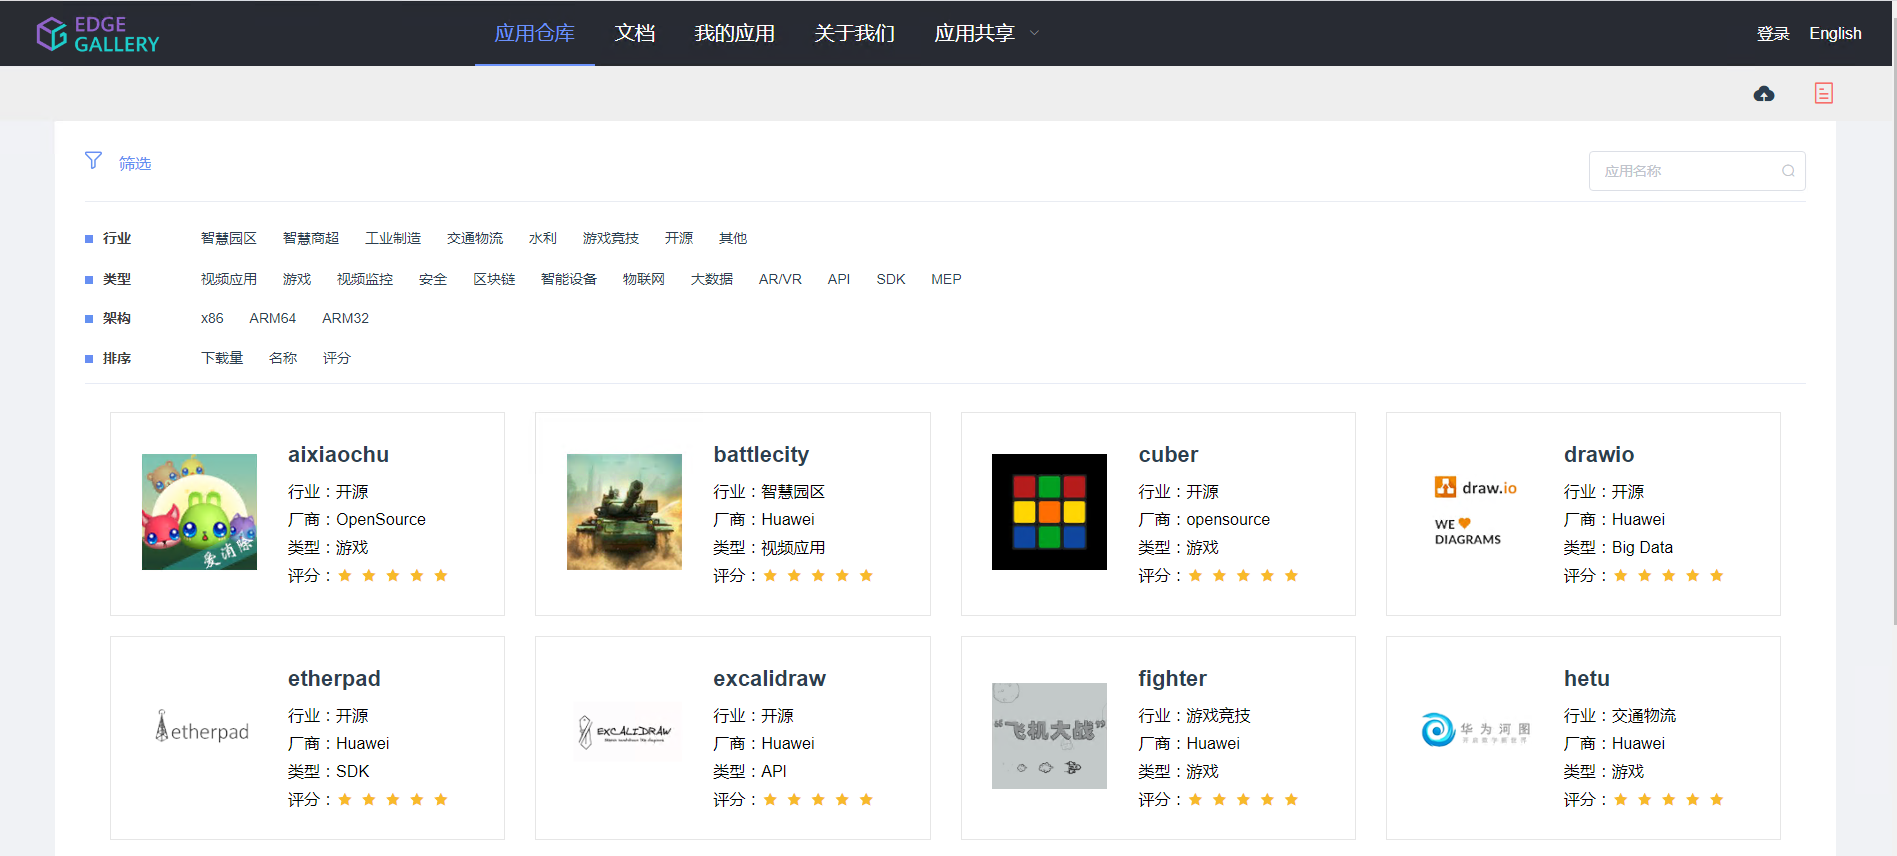 EDGE
GALLERY
应用仓库 文档 我的应用 关于我们 应用共享
登录 English
筛选
应用名称
行业 智慧园区 智慧商超 工业制造 交通物流 水利 游戏竞技 开源 其他
类型 视频应用 游戏 视频监控 安全 区块链 智能设备 物联网 大数据 AR/VR API SDK MEP
架构 x86 ARM64 ARM32
排序 下载量 名称 评分
爱消除
aixiaochu
行业：开源
厂商：OpenSource
类型：游戏
评分：
battlecity
行业：智慧园区
厂商：Huawei
类型：视频应用
评分：
cuber
行业：开源
厂商：opensource
类型：游戏
评分：
draw.io
WE
DIAGRAMS
drawio
行业：开源
厂商：Huawei
类型：Big Data
评分：
etherpad
etherpad
行业：开源
厂商：Huawei
类型：SDK
评分：
EXCALIDRAW
excalidraw
行业：开源
厂商：Huawei
类型：API
评分：
“飞机大战”
fighter
行业：游戏竞技
厂商：Huawei
类型：游戏
评分：
华为河图
hetu
行业：交通物流
厂商：Huawei
类型：游戏
评分：